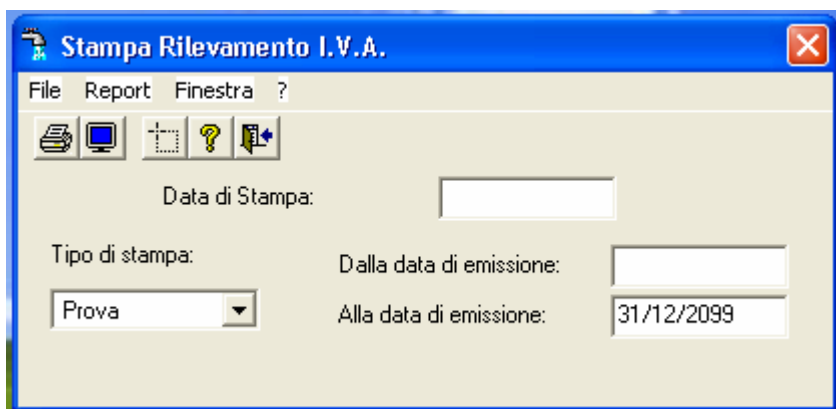 Stampa Rilevamento I.V.A.
File Report Finestra ?
Data di Stampa:
Tipo di stampa:
Dalla data di emissione:
Prova
Alla data di emissione:
31/12/2099